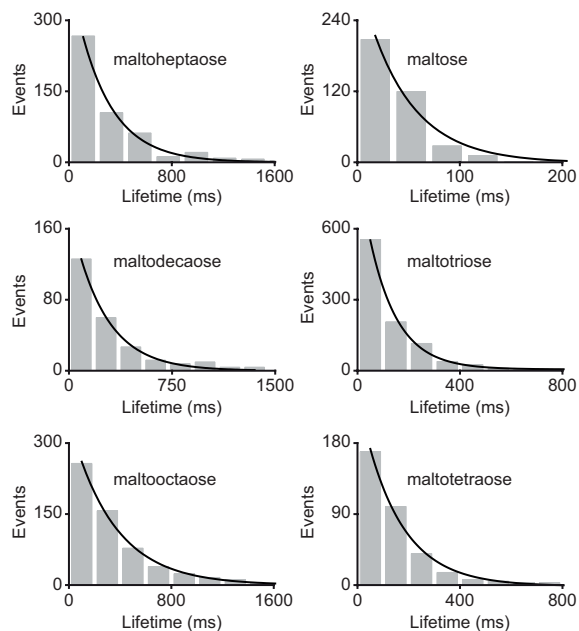 300
150
0
Events
maltoheptaose
0 800 1600
Lifetime (ms)
240
120
0
Events
maltose
0 100 200
Lifetime (ms)
160
80
0
Events
maltodecaose
0 750 1500
Lifetime (ms)
600
300
0
Events
maltotriose
0 400 800
Lifetime (ms)
300
150
0
Events
maltooctaose
0 800 1600
Lifetime (ms)
180
90
0
Events
maltotetraose
0 400 800
Lifetime (ms)